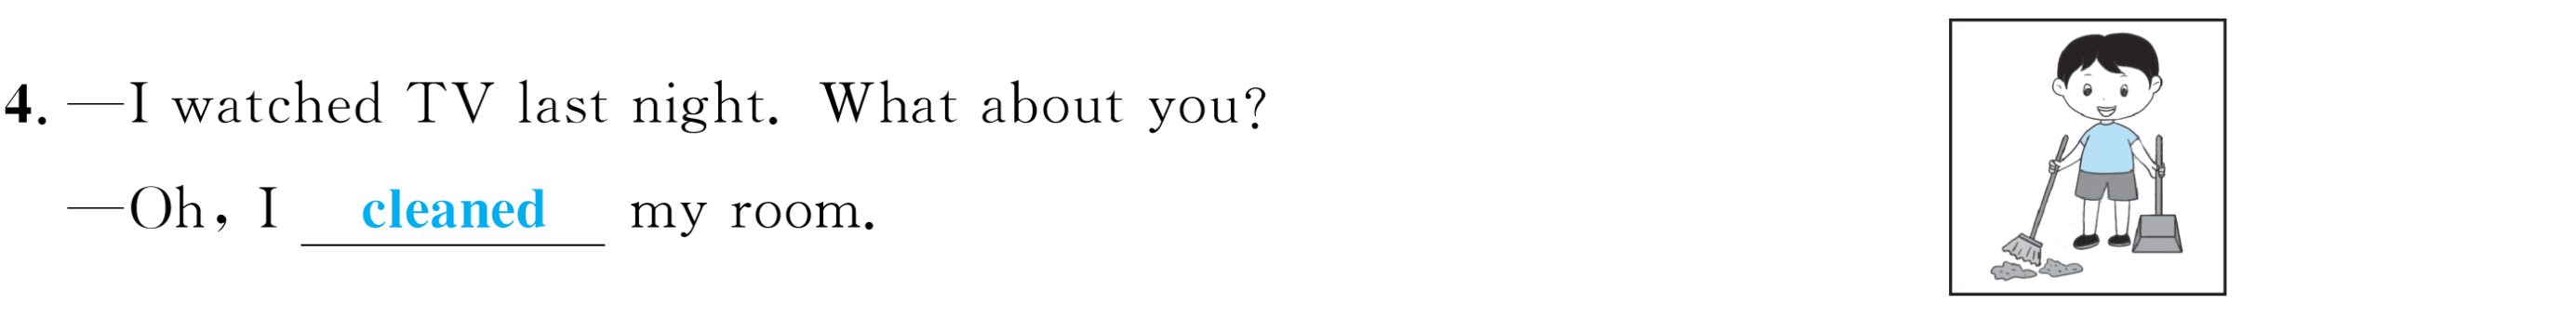 4. —I watched TV last night. What about you?
—Oh, I cleaned my room.